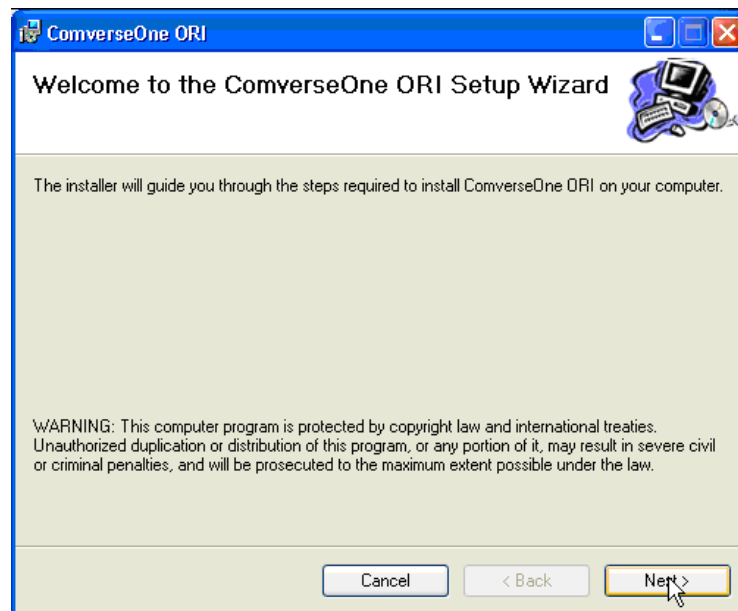 ComverseOne ORI
Welcome to the ComverseOne ORI Setup Wizard
The installer will guide you through the steps required to install ComverseOne ORI on your computer.
WARNING: This computer program is protected by copyright law and international treaties.
Unauthorized duplication or distribution of this program, or any portion of it, may result in severe civil
or criminal penalties, and will be prosecuted to the maximum extent possible under the law.
Cancel
< Back
Next >